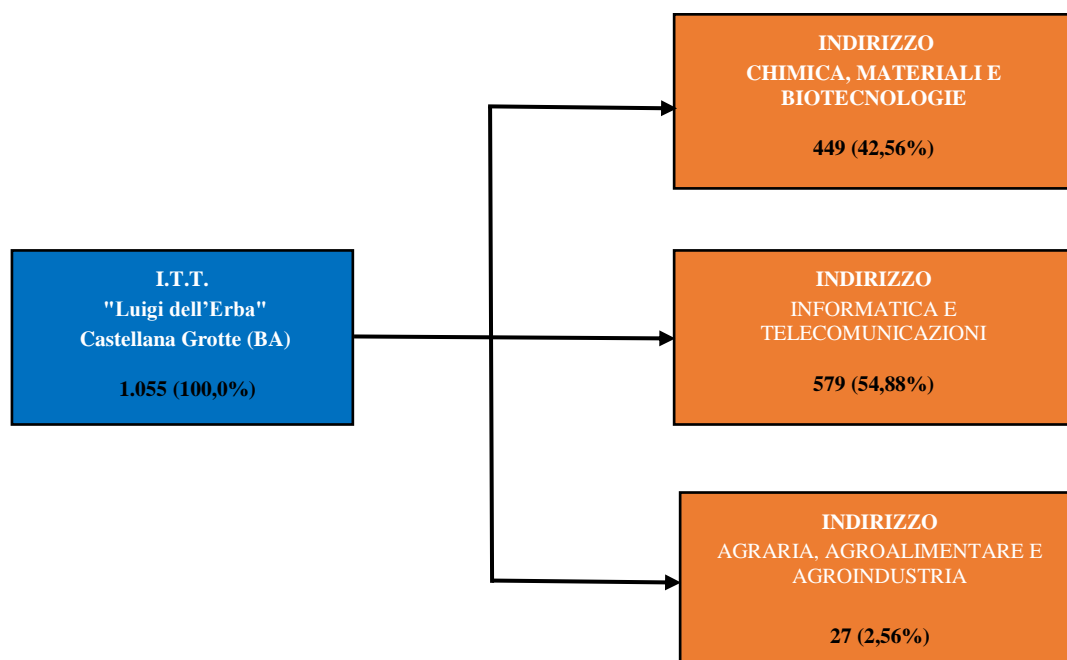 INDIRIZZO
CHIMICA, MATERIALI E
BIOTECNOLOGIE
449 (42,56%)
I.T.T.
"Luigi dell’Erba"
Castellana Grotte (BA)
1.055 (100,0%)
INDIRIZZO
INFORMATICA E
TELECOMUNICAZIONI
579 (54,88%)
INDIRIZZO
AGRARIA, AGROALIMENTARE E
AGROINDUSTRIA
27 (2,56%)